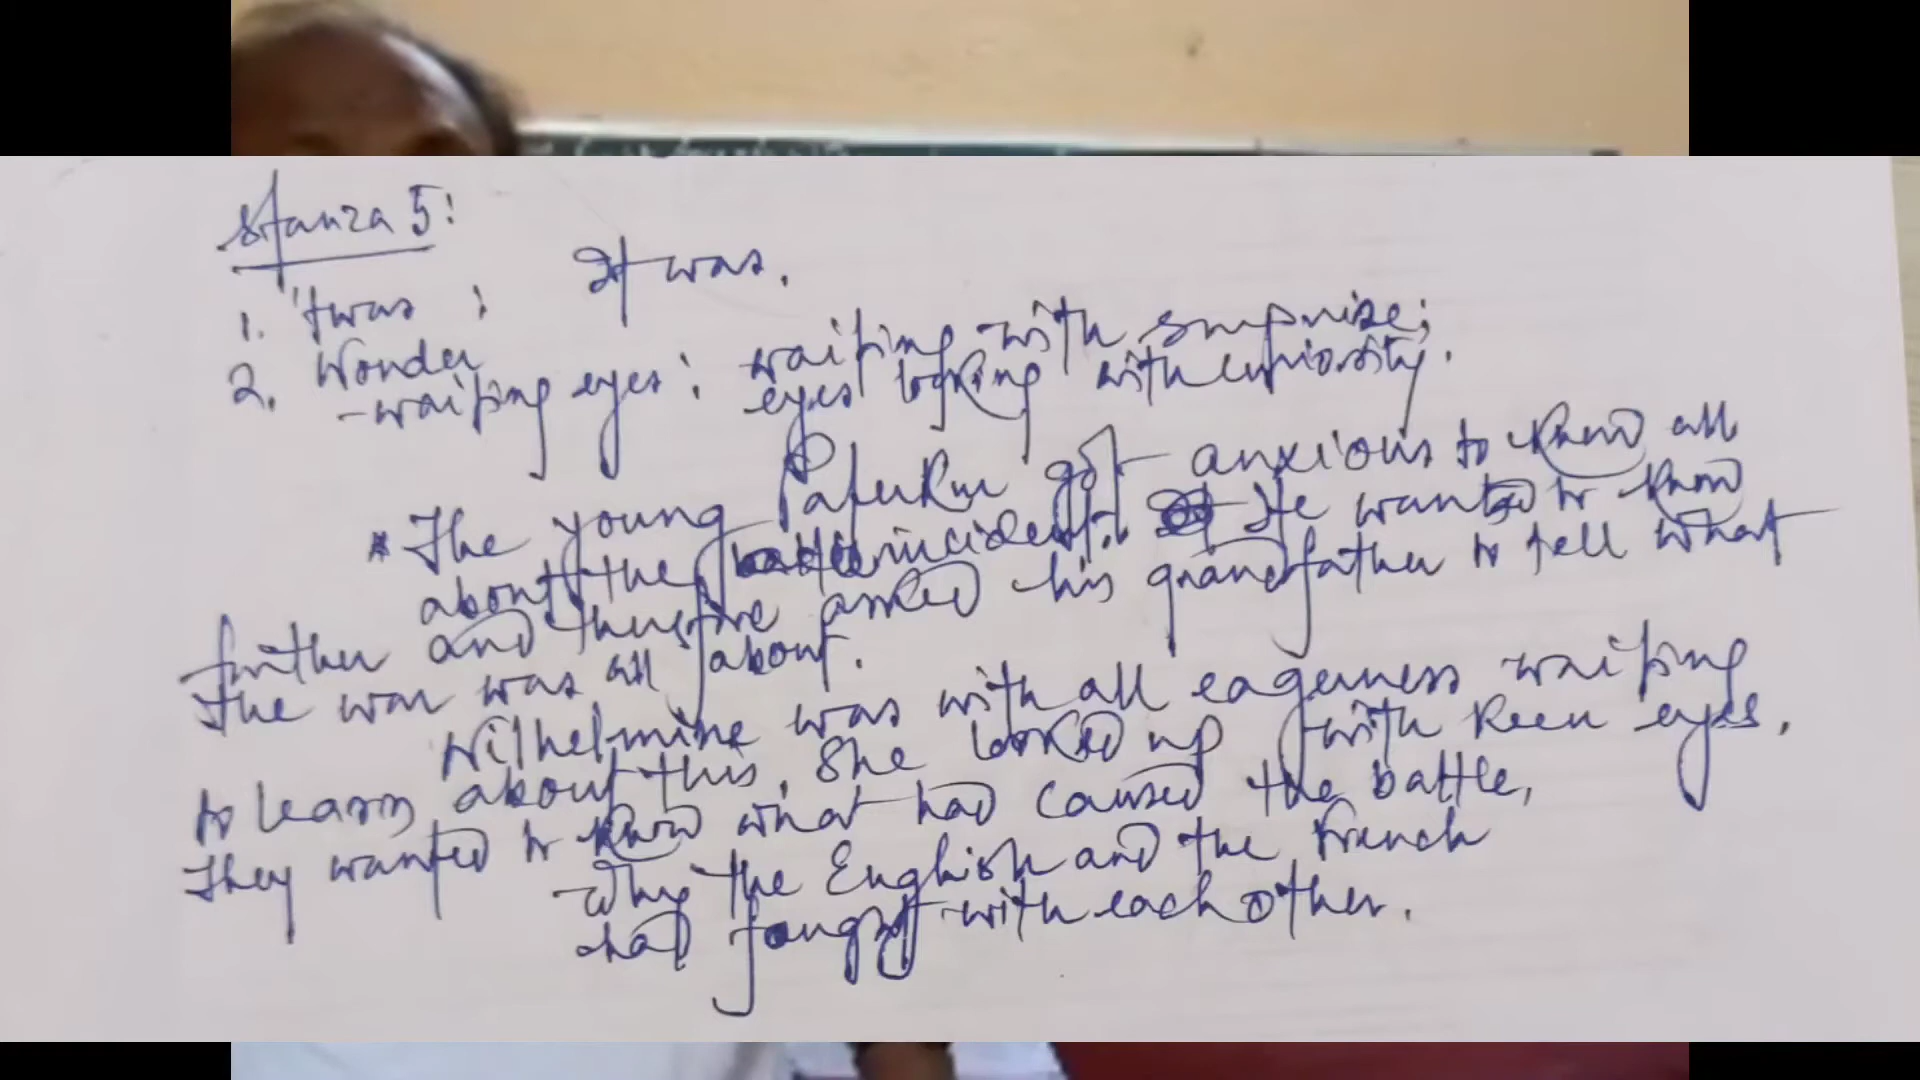 Stanza 5:
1. 'twas : It was.
2. Wonder
-waiting eyes : waiting with surprise;
eyes looking with curiosity.
* The young Paterkin got anxious to know all
about the incident. He wanted to know
further and therefore asked his grandfather to tell what
the war was all about.
Wilhelmine was with all eagerness waiting
to learn about this. She looked up with keen eyes.
They wanted to know what had caused the battle,
why the English and the French
had fought with each other.